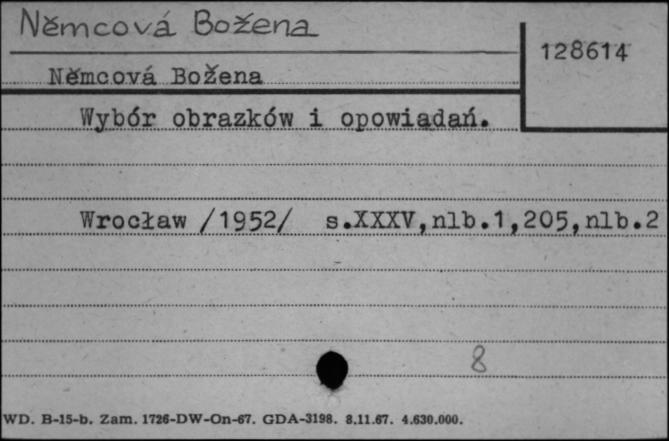 Němcová Božena
128614
Němcová Božena
Wybór obrazków i opowiadań.
Wrocław /1952/ s.XXXV,nlb.1,205,nlb.2
8
WD. B-15-b. Zam. 1726-DW-On-67. GDA-3198. 8.11.67. 4.630.000.